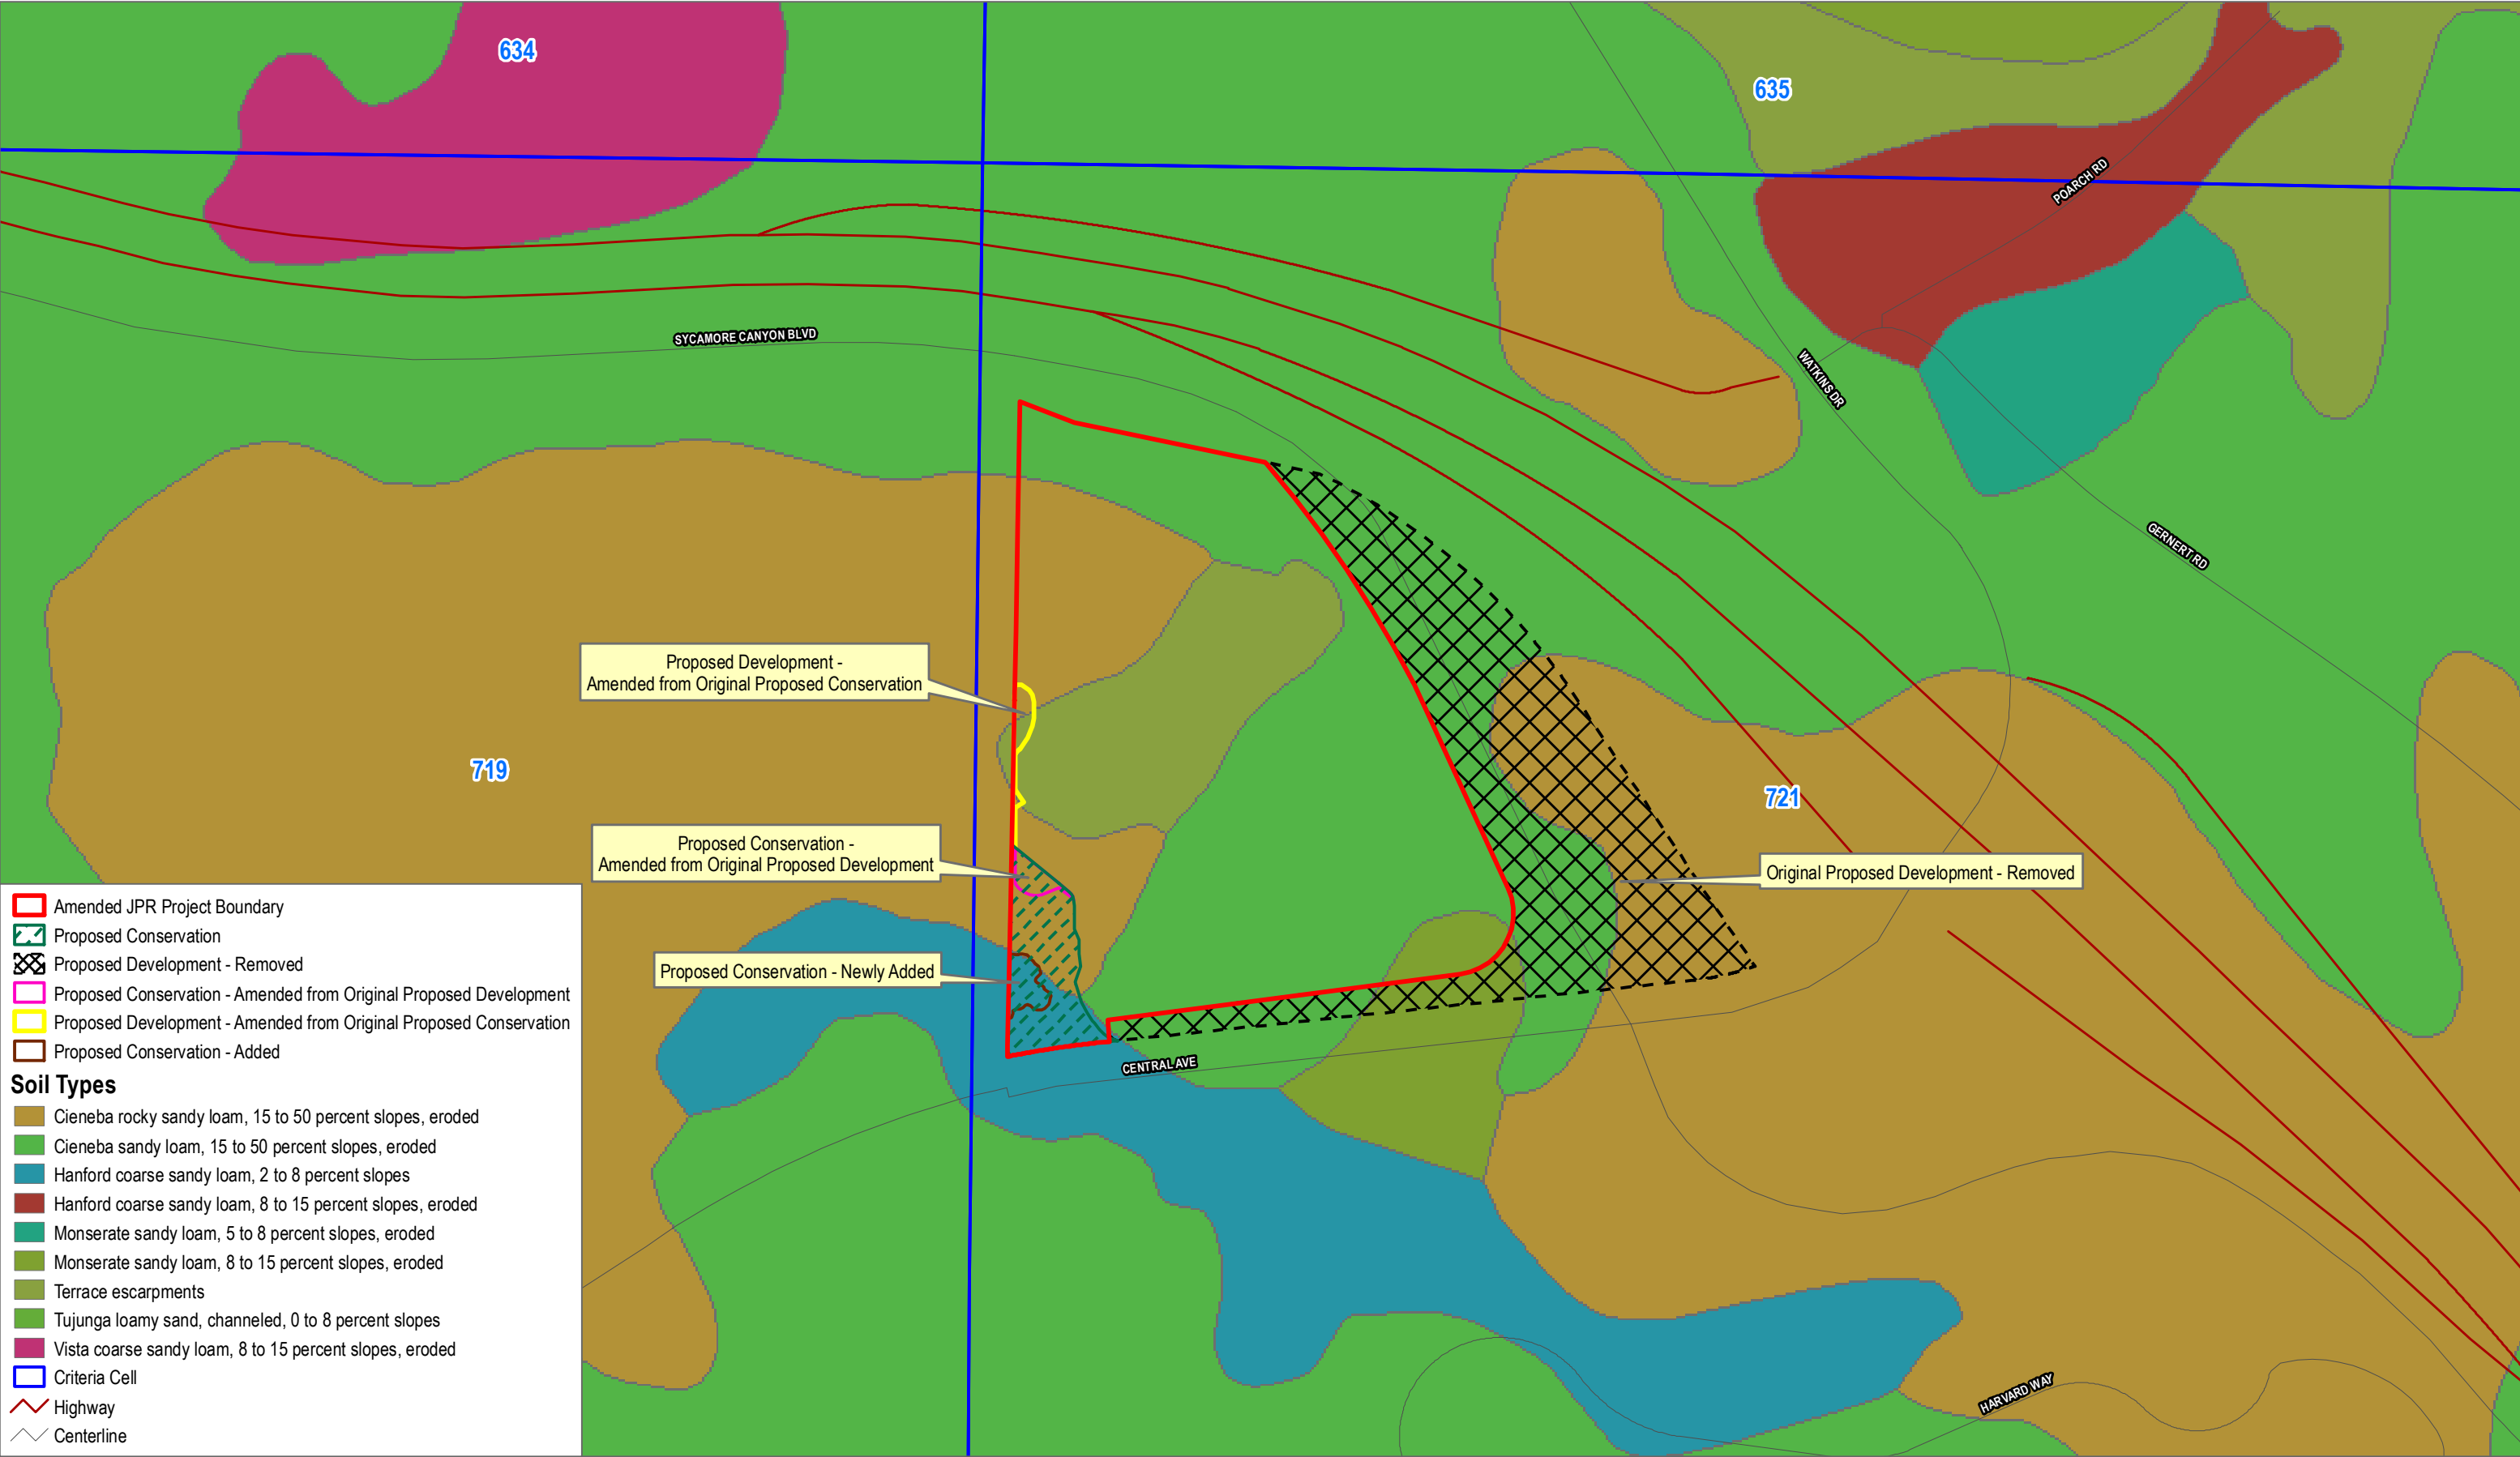 634
635
POARCH RD
SYCAMORE CANYON BLVD
WATKINS DR
GERNERT RD
Proposed Development -
Amended from Original Proposed Conservation
719
721
Proposed Conservation -
Amended from Original Proposed Development
Original Proposed Development - Removed
Proposed Conservation - Newly Added
CENTRAL AVE
HARVARD WAY
Amended JPR Project Boundary
Proposed Conservation
Proposed Development - Removed
Proposed Conservation - Amended from Original Proposed Development
Proposed Development - Amended from Original Proposed Conservation
Proposed Conservation - Added
Soil Types
Cieneba rocky sandy loam, 15 to 50 percent slopes, eroded
Cieneba sandy loam, 15 to 50 percent slopes, eroded
Hanford coarse sandy loam, 2 to 8 percent slopes
Hanford coarse sandy loam, 8 to 15 percent slopes, eroded
Monserate sandy loam, 5 to 8 percent slopes, eroded
Monserate sandy loam, 8 to 15 percent slopes, eroded
Terrace escarpments
Tujunga loamy sand, channeled, 0 to 8 percent slopes
Vista coarse sandy loam, 8 to 15 percent slopes, eroded
Criteria Cell
Highway
Centerline